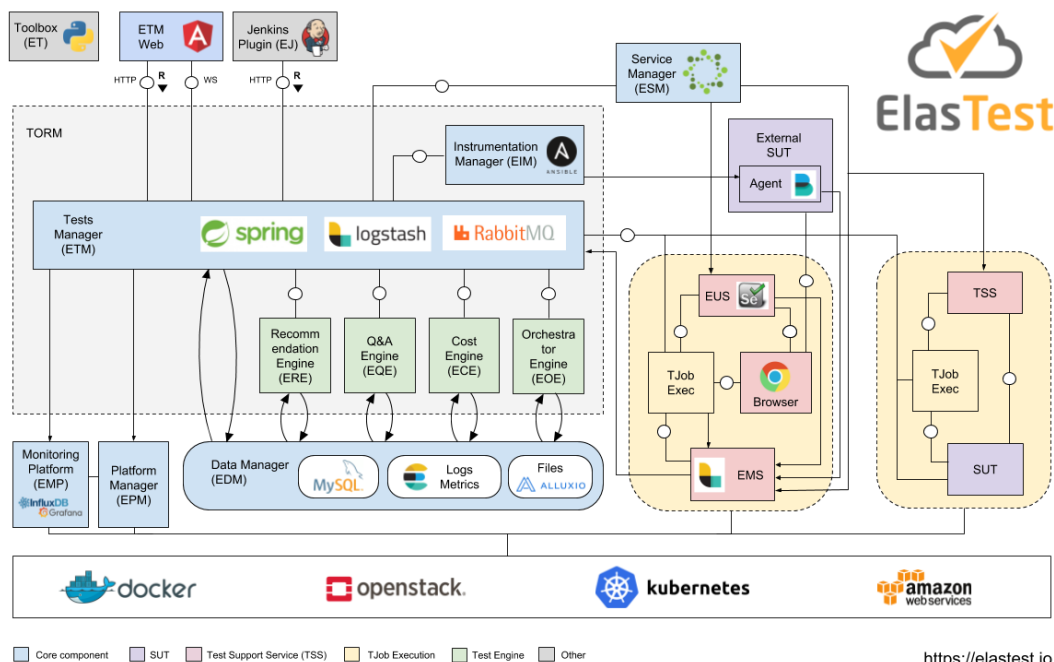 Toolbox
(ET)
ETM
Web
Jenkins
Plugin (EJ)
HTTP
R
WS
HTTP
R
Service
Manager
(ESM)
ElasTest
TORM
Instrumentation
Manager (EIM)
ANSIBLE
External
SUT
Agent
Tests
Manager
(ETM)
spring
logstash
RabbitMQ
EUS
Se
TSS
Recomm
endation
Engine
(ERE)
Q&A
Engine
(EQE)
Cost
Engine
(ECE)
Orchestra
tor Engine
(EOE)
TJob
Exec
Browser
TJob
Exec
Monitoring
Platform
(EMP)
InfluxDB
Grafana
Platform
Manager
(EPM)
Data Manager
(EDM)
MySQL
Logs
Metrics
Files
ALLUXIO
EMS
SUT
docker
openstack.
kubernetes
amazon
webservices
Core component
SUT
Test Support Service (TSS)
TJob Execution
Test Engine
Other
https://elastest.io